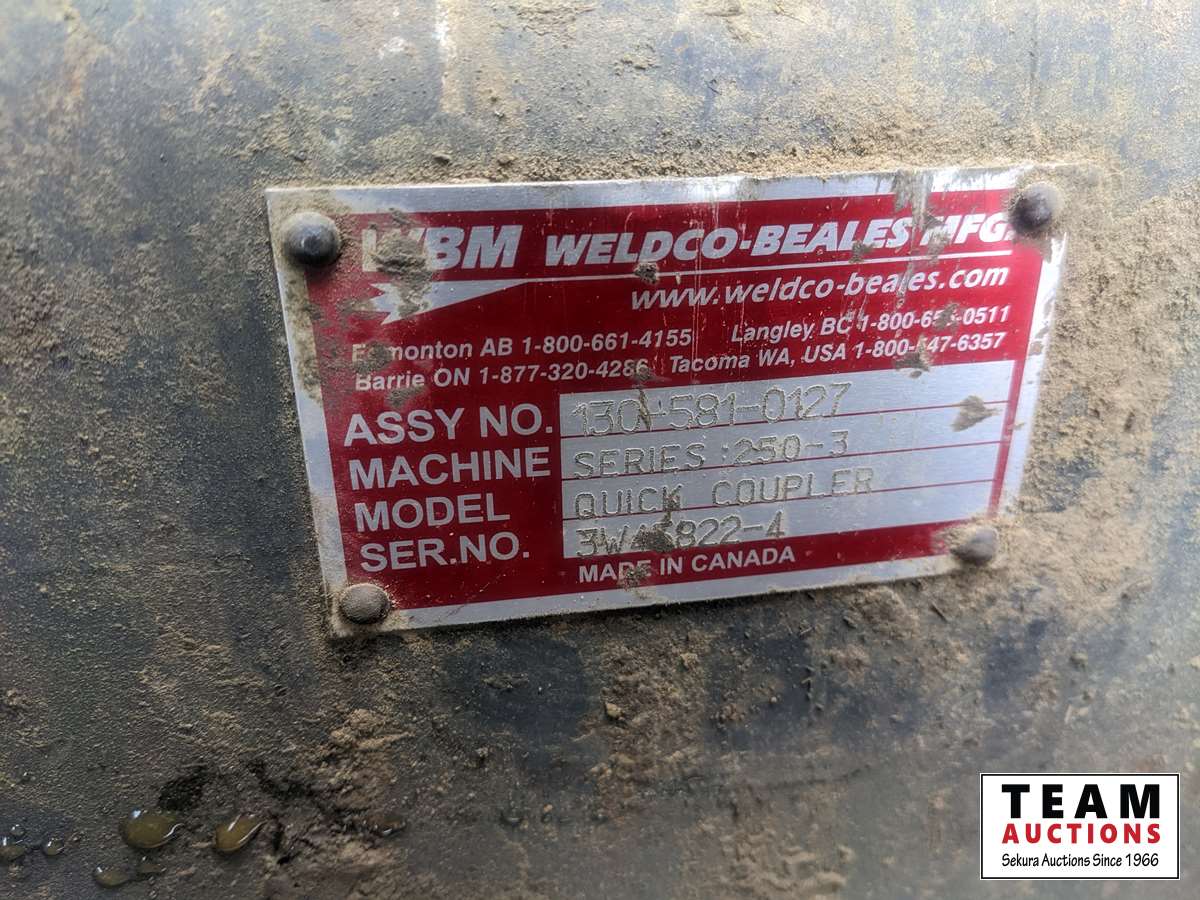 WBM WELDCO-BEALES MFG.
www.weldco-beales.com
Edmonton AB 1-800-661-4155 Langley BC
Barrie ON 1-877-320-4286 Tacoma WA, USA
ASSY NO. 130-581-0127
MACHINE SERIES:250-3
MODEL QUICK COUPLER
SER.NO.
MADE IN CANADA
TEAM
AUCTIONS
Sekura Auctions Since 1966